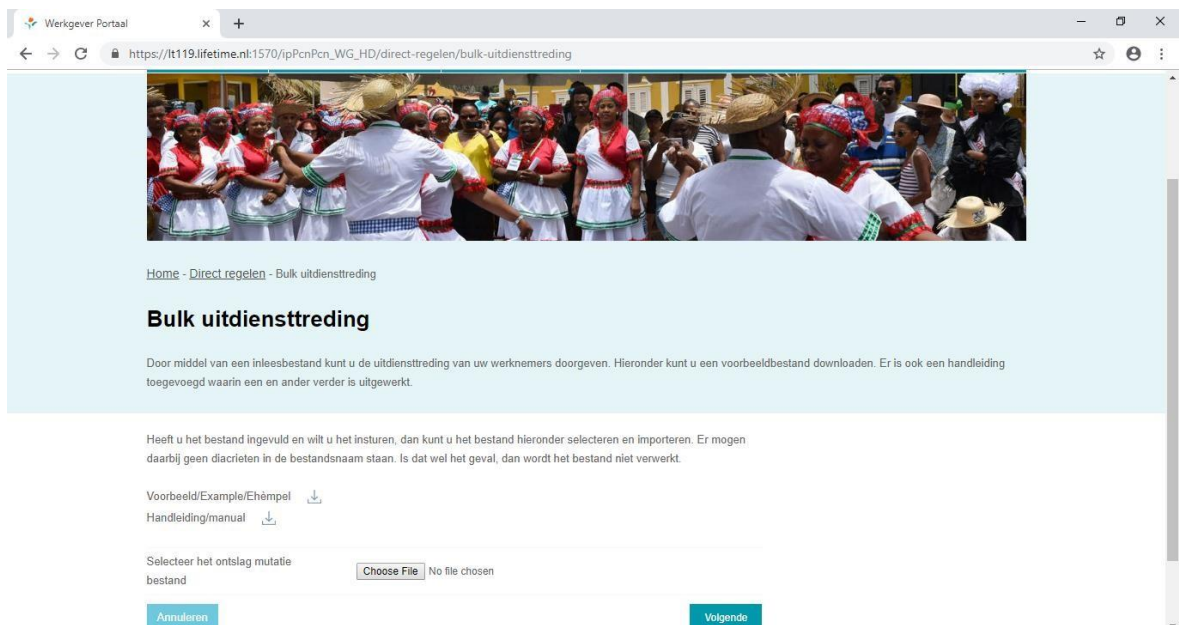 Werkgever Portaal
https://lt119.lifetime.nl:1570/ipPcnPcn_WG_HD/direct-regelen/bulk-uitdiensttreding
Home - Direct regelen - Bulk uitdiensttreding
Bulk uitdiensttreding
Door middel van een inleesbestand kunt u de uitdiensttreding van uw werknemers doorgeven. Hieronder kunt u een voorbeeldbestand downloaden. Er is ook een handleiding
toegevoegd waarin een en ander verder is uitgewerkt.
Heeft u het bestand ingevuld en wilt u het insturen, dan kunt u het bestand hieronder selecteren en importeren. Er mogen
daarbij geen diacrieten in de bestandsnaam staan. Is dat wel het geval, dan wordt het bestand niet verwerkt.
Voorbeeld/Example/Ehèmpel
Handleiding/manual
Selecteer het ontslag mutatie
bestand
Choose File No file chosen
Annuleren
Volgende